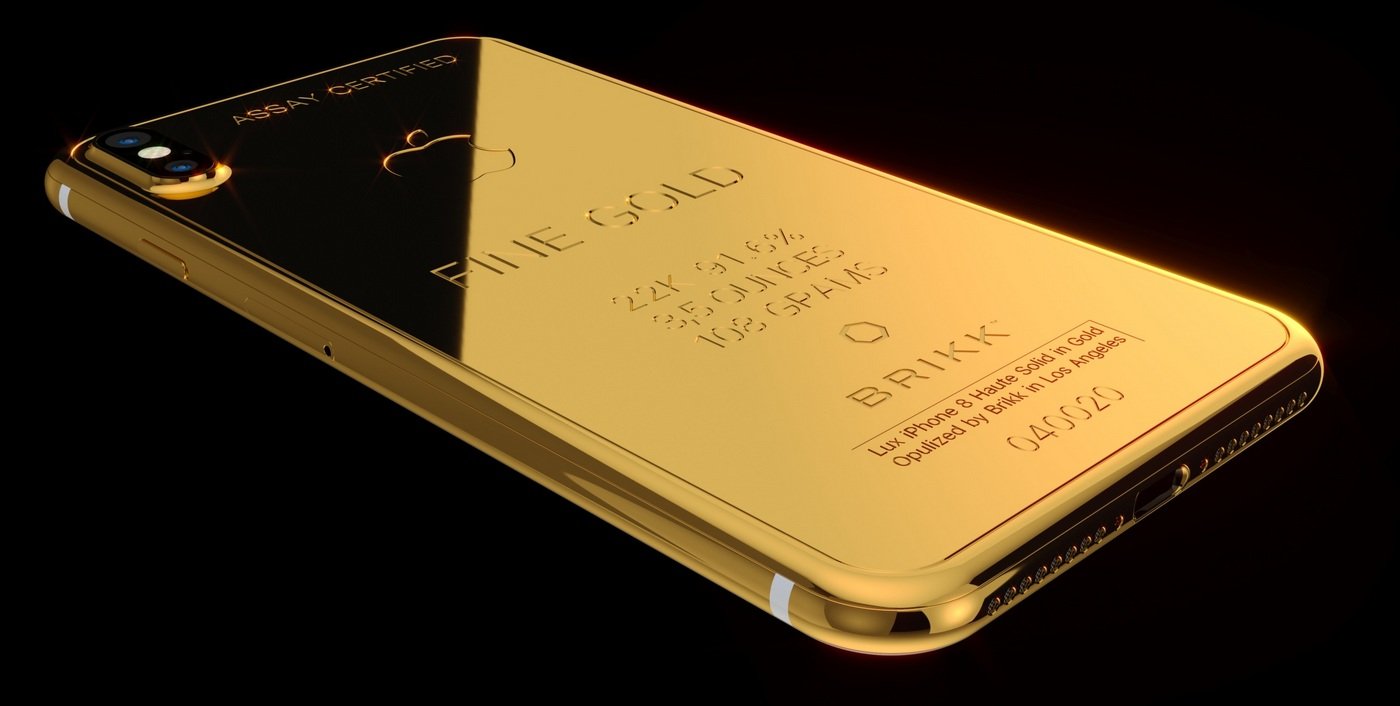 ASSAY CERTIFIED
FINE GOLD
22K 91.6%
3,5 OUNCES
108 GRAMS
BRIKK™
Lux iPhone 8 Haute Solid in Gold
Opulized by Brikk in Los Angeles
040020